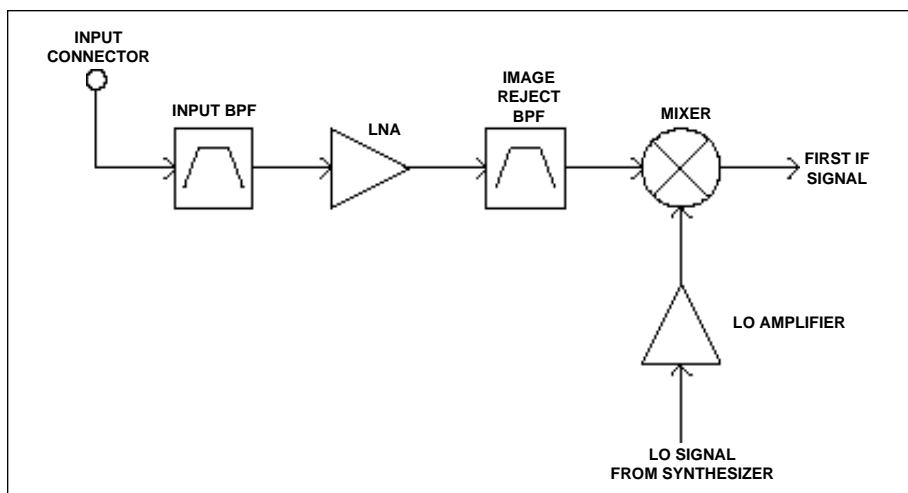 INPUT
CONNECTOR
INPUT BPF
LNA
IMAGE
REJECT
BPF
MIXER
FIRST IF
SIGNAL
LO AMPLIFIER
LO SIGNAL
FROM SYNTHESIZER